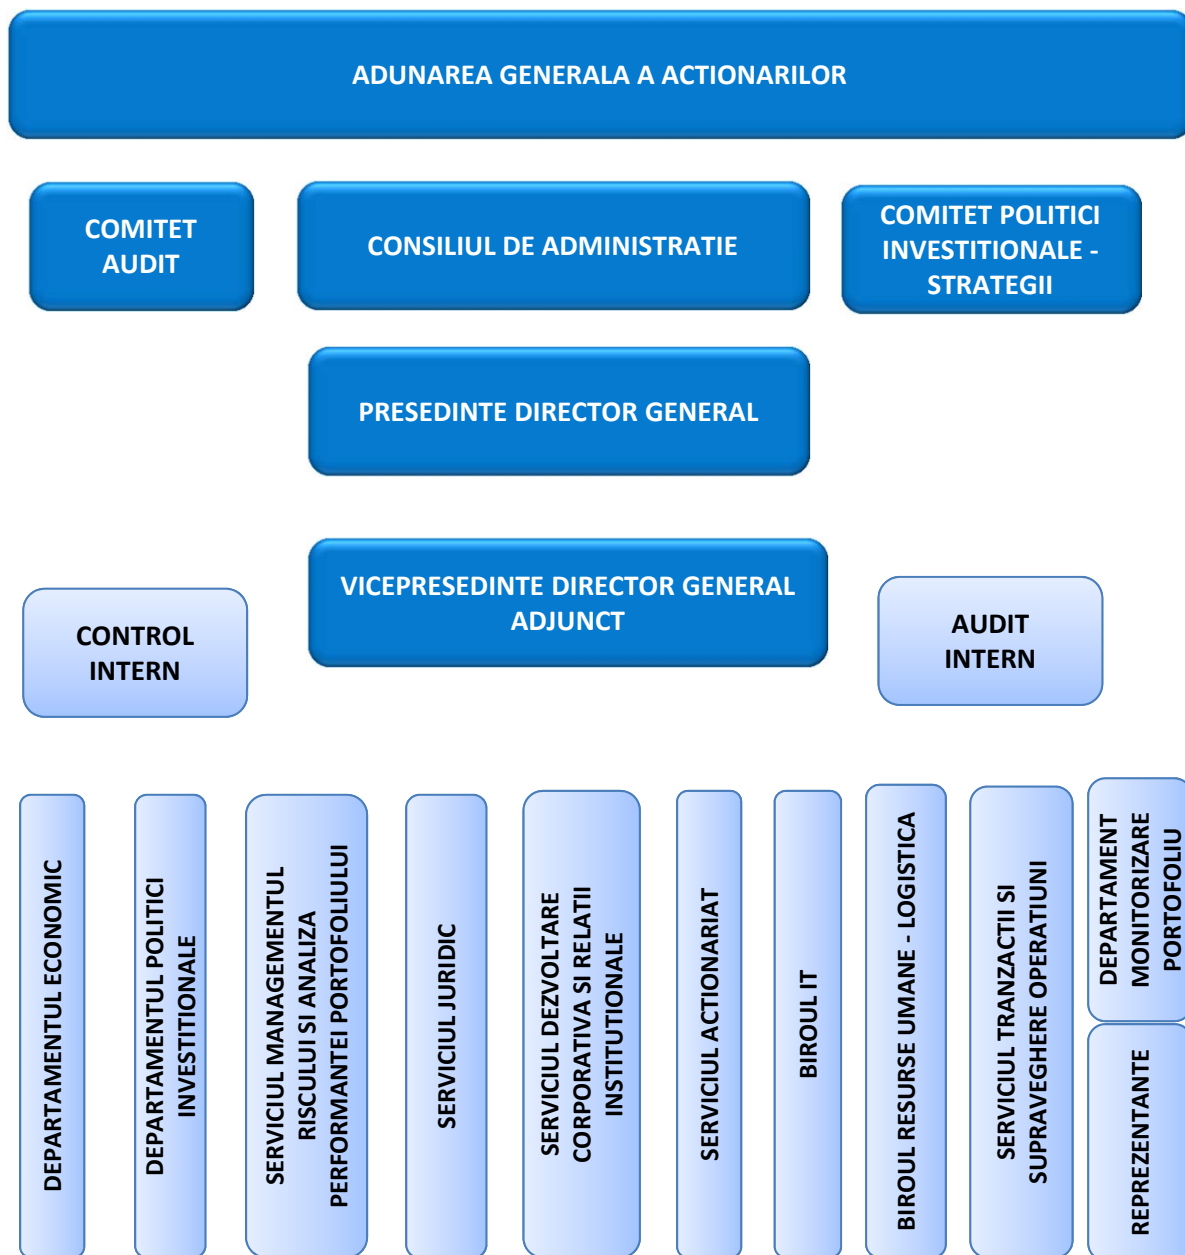 ADUNAREA GENERALA A ACTIONARILOR
COMITET
AUDIT
CONSILIUL DE ADMINISTRATIE
COMITET POLITICI
INVESTITIONALE -
STRATEGII
PRESEDINTE DIRECTOR GENERAL
VICEPRESEDINTE DIRECTOR GENERAL
ADJUNCT
CONTROL
INTERN
AUDIT
INTERN
DEPARTAMENTUL ECONOMIC
DEPARTAMENTUL POLITICI
INVESTITIONALE
SERVICIUL MANAGEMENTUL
RISCULUI SI ANALIZA
PERFORMANTEI PORTOFOLIULUI
SERVICIUL JURIDIC
SERVICIUL DEZVOLTARE
CORPORATIVA SI RELATII
INSTITUTIONALE
SERVICIUL ACTIONARIAT
BIROUL IT
BIROUL RESURSE UMANE - LOGISTICA
SERVICIUL TRANZACTII SI
SUPRAVEGHERE OPERATIUNI
DEPARTAMENT
MONITORIZARE
PORTOFOLIU
REPREZENTANTE